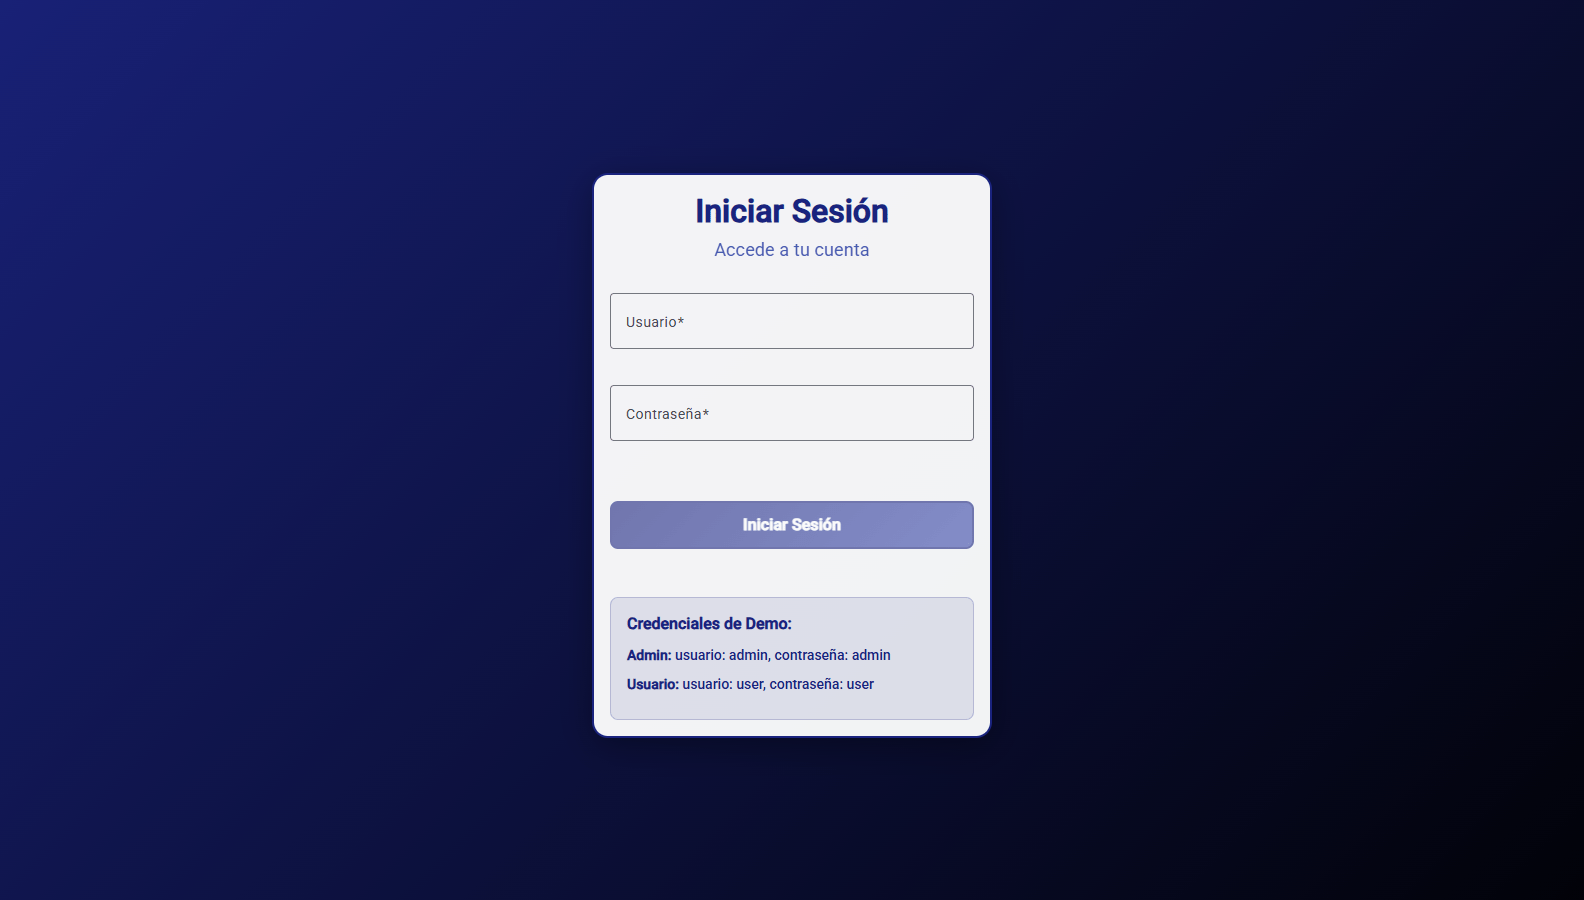 Iniciar Sesión
Accede a tu cuenta
Usuario*
Contraseña*
Iniciar Sesión
Credenciales de Demo:
Admin: usuario: admin, contraseña: admin
Usuario: usuario: user, contraseña: user